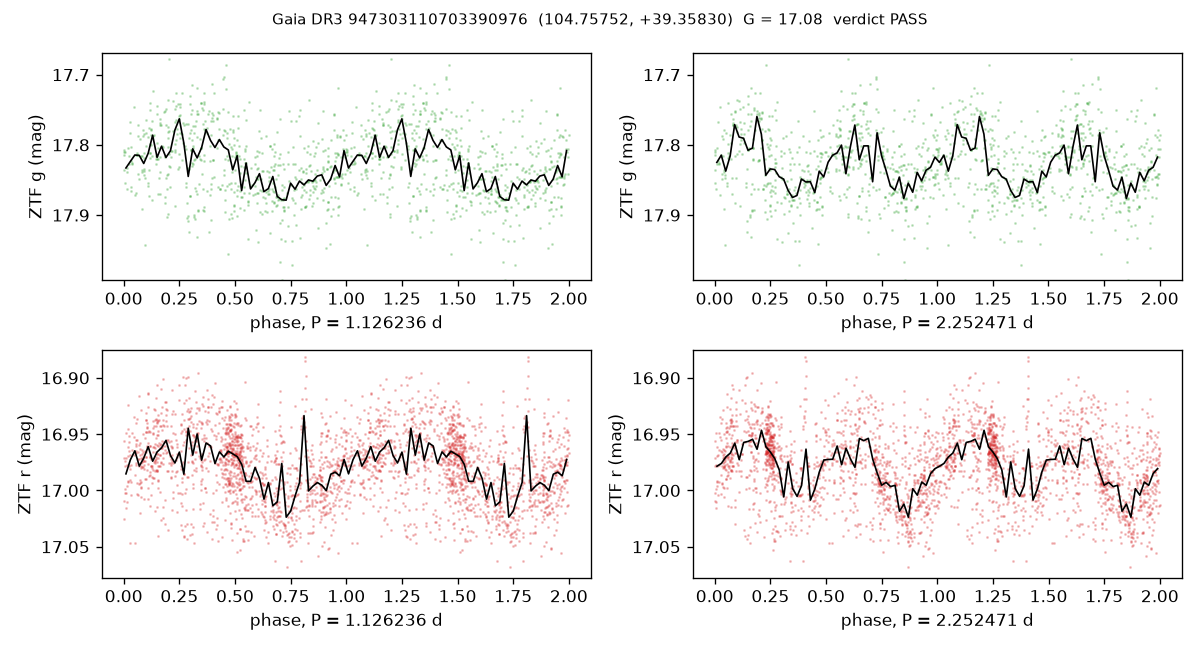 Gaia DR3 947303110703390976 (104.75752, +39.35830) G = 17.08 verdict PASS
ZTF g (mag)
17.7
17.8
17.9
0.00 0.25 0.50 0.75 1.00 1.25 1.50 1.75 2.00
phase, P = 1.126236 d
ZTF g (mag)
17.7
17.8
17.9
0.00 0.25 0.50 0.75 1.00 1.25 1.50 1.75 2.00
phase, P = 2.252471 d
ZTF r (mag)
16.90
16.95
17.00
17.05
0.00 0.25 0.50 0.75 1.00 1.25 1.50 1.75 2.00
phase, P = 1.126236 d
ZTF r (mag)
16.90
16.95
17.00
17.05
0.00 0.25 0.50 0.75 1.00 1.25 1.50 1.75 2.00
phase, P = 2.252471 d